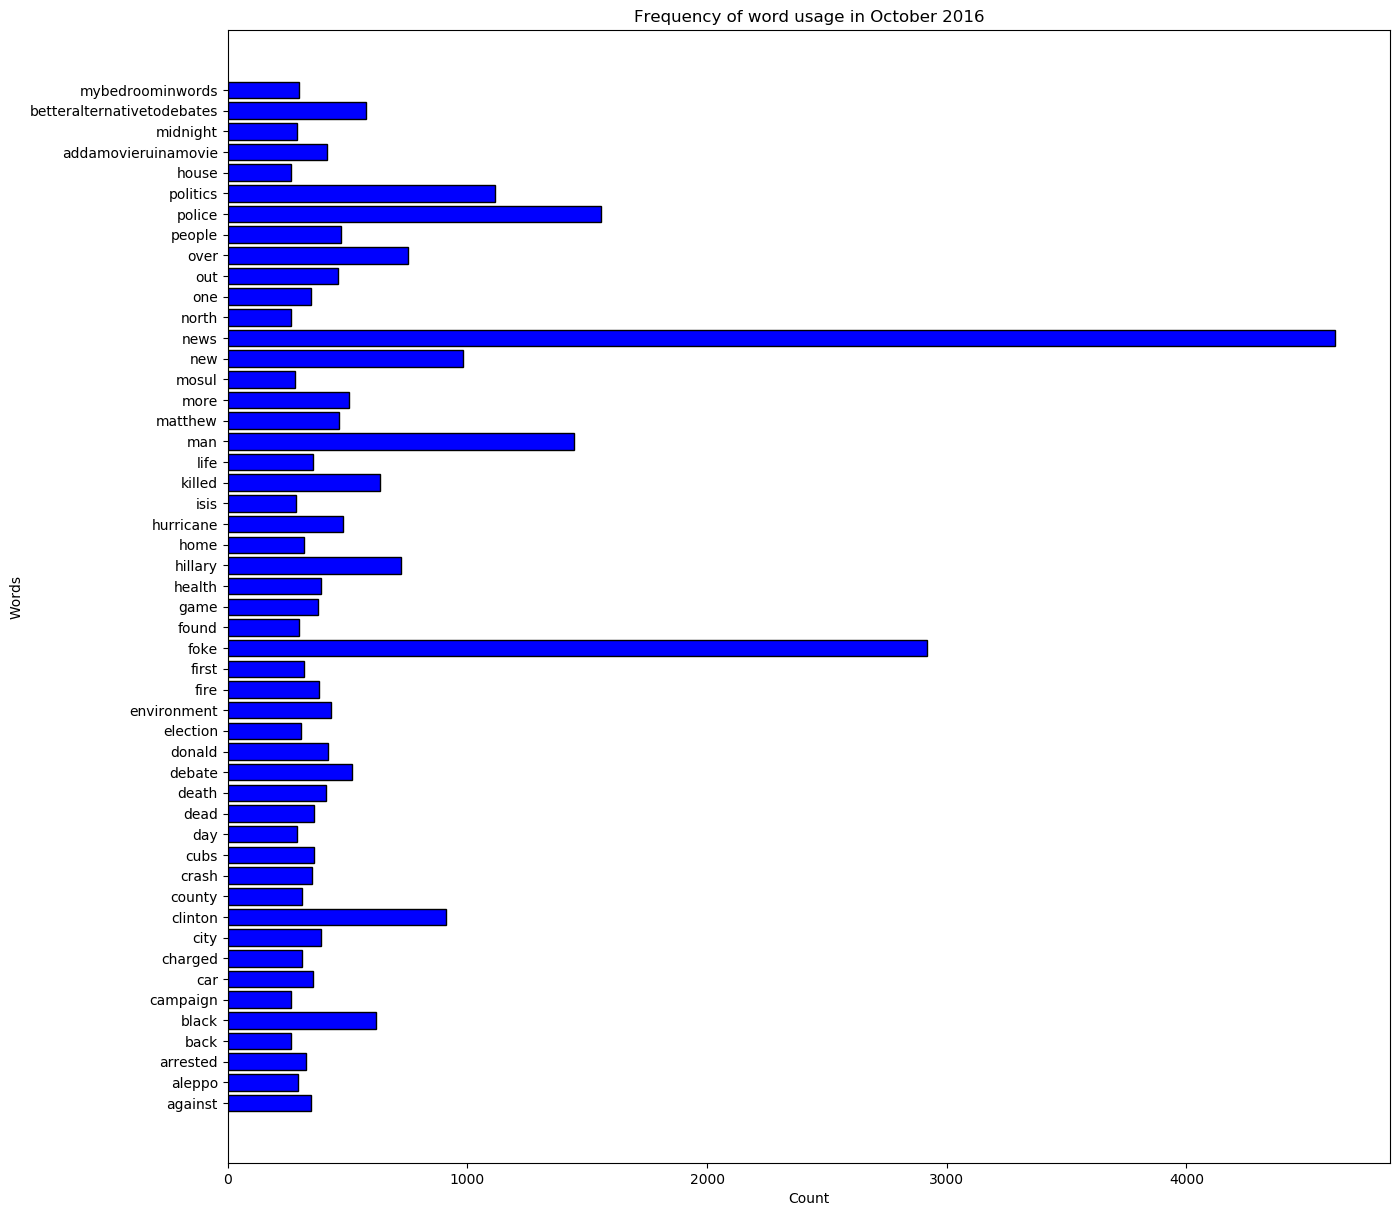 Frequency of word usage in October 2016
mybedroominwords
betteralternativetodebates
midnight
addamovieruinamovie
house
politics
police
people
over
out
one
north
news
new
mosul
more
matthew
man
life
killed
isis
hurricane
home
hillary
health
game
found
foke
first
fire
environment
election
donald
debate
death
dead
day
cubs
crash
county
clinton
city
charged
car
campaign
black
back
arrested
aleppo
against
Words
0 1000 2000 3000 4000
Count